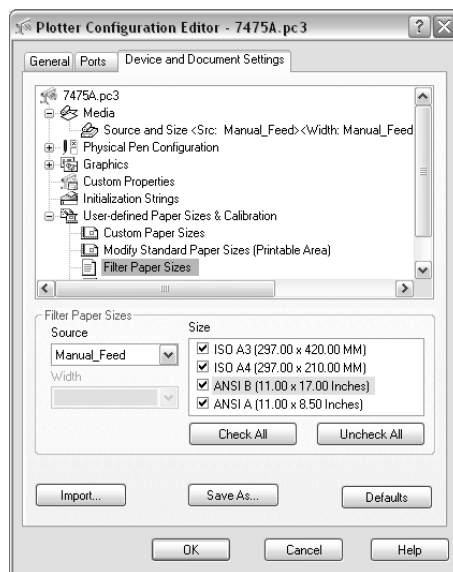 Plotter Configuration Editor - 7475A.pc3
General Ports Device and Document Settings
7475A.pc3
Media
Source and Size <Src: Manual_Feed><Width: Manual_Feed
Physical Pen Configuration
Graphics
Custom Properties
Initialization Strings
User-defined Paper Sizes & Calibration
Custom Paper Sizes
Modify Standard Paper Sizes (Printable Area)
Filter Paper Sizes
Filter Paper Sizes
Source
Size
Manual_Feed
Width
ISO A3 (297.00 x 420.00 MM)
ISO A4 (297.00 x 210.00 MM)
ANSI B (11.00 x 17.00 Inches)
ANSI A (11.00 x 8.50 Inches)
Check All Uncheck All
Import... Save As... Defaults
OK Cancel Help